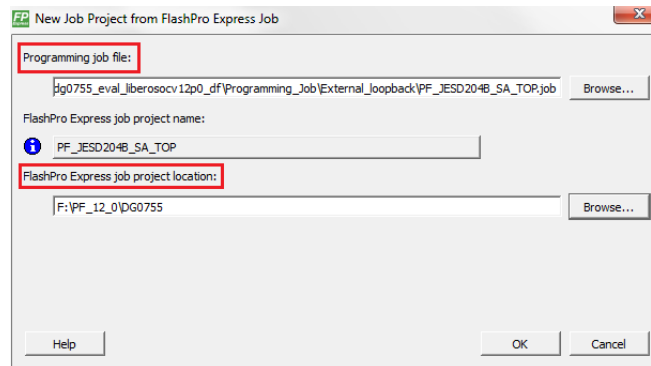 FP Express New Job Project from FlashPro Express Job
X
Programming job file:
dg0755_eval_liberosocv12p0_df\Programming_Job\External_loopback\PF_JESD204B_SA_TOP.job Browse...
FlashPro Express job project name:
i PF_JESD204B_SA_TOP
FlashPro Express job project location:
F:\PF_12_0\DG0755 Browse...
Help OK Cancel